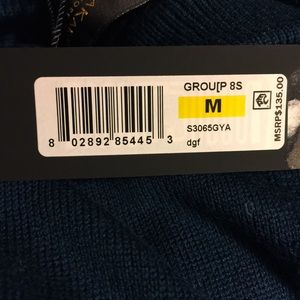 GROU[P 8S
M
S3065GYA
dgf
8 02892 85445 3
MSRP$135.00